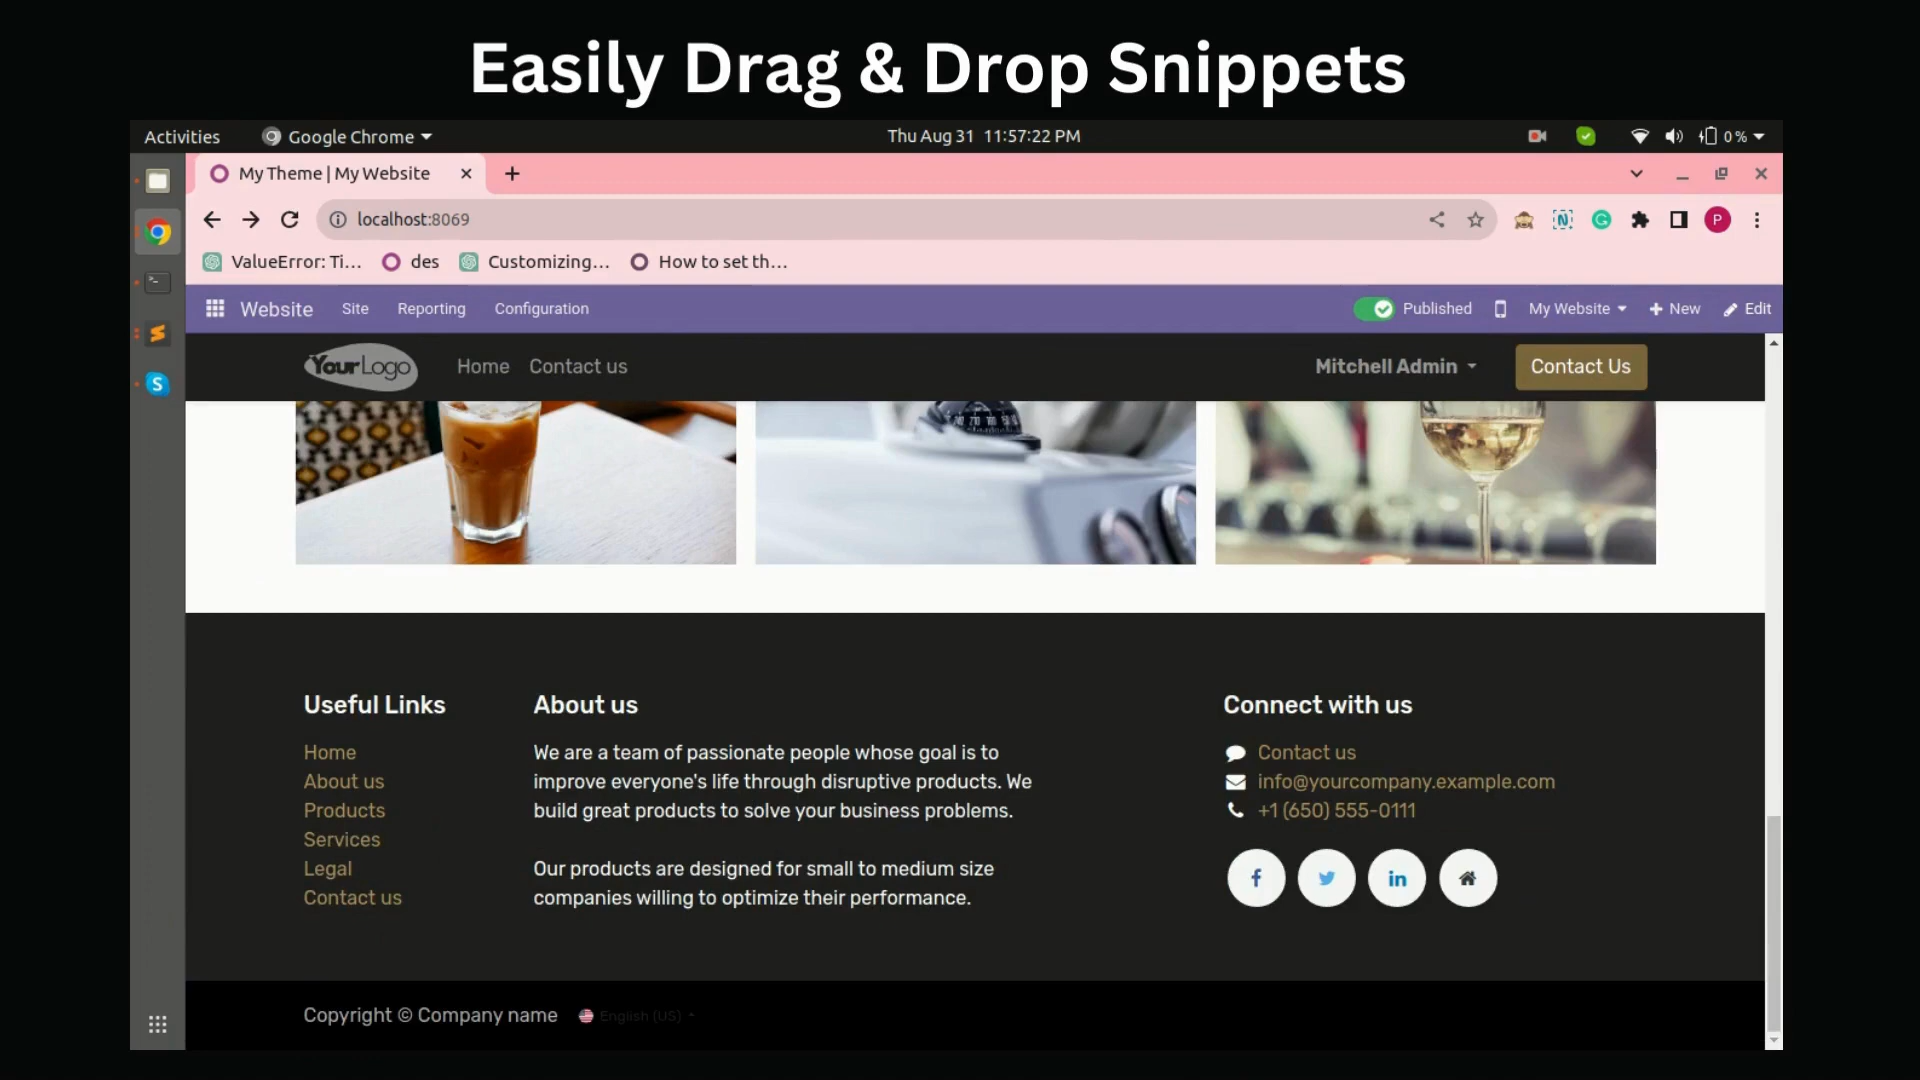 Easily Drag & Drop Snippets
Activities Google Chrome Thu Aug 31 11:57:22 PM 0 %
My Theme | My Website
localhost:8069
ValueError: Ti... des Customizing... How to set th...
Website Site Reporting Configuration Published My Website New Edit
YourLogo Home Contact us Mitchell Admin Contact Us
Useful Links
Home
About us
Products
Services
Legal
Contact us
About us
We are a team of passionate people whose goal is to
improve everyone's life through disruptive products. We
build great products to solve your business problems.
Our products are designed for small to medium size
companies willing to optimize their performance.
Connect with us
Contact us
info@yourcompany.example.com
+1 (650) 555-0111
Copyright © Company name English (US)